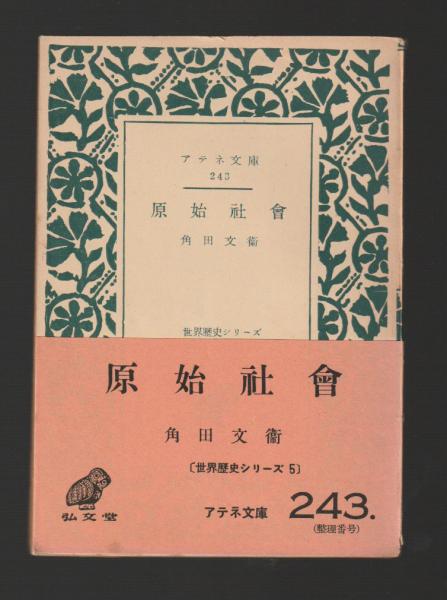 アテネ文庫
243
原始社會
角田文衞
世界歴史シリーズ
原始社會
角田文衞
〔世界歴史シリーズ 5〕
弘文堂
アテネ文庫
243.
(整理番号)